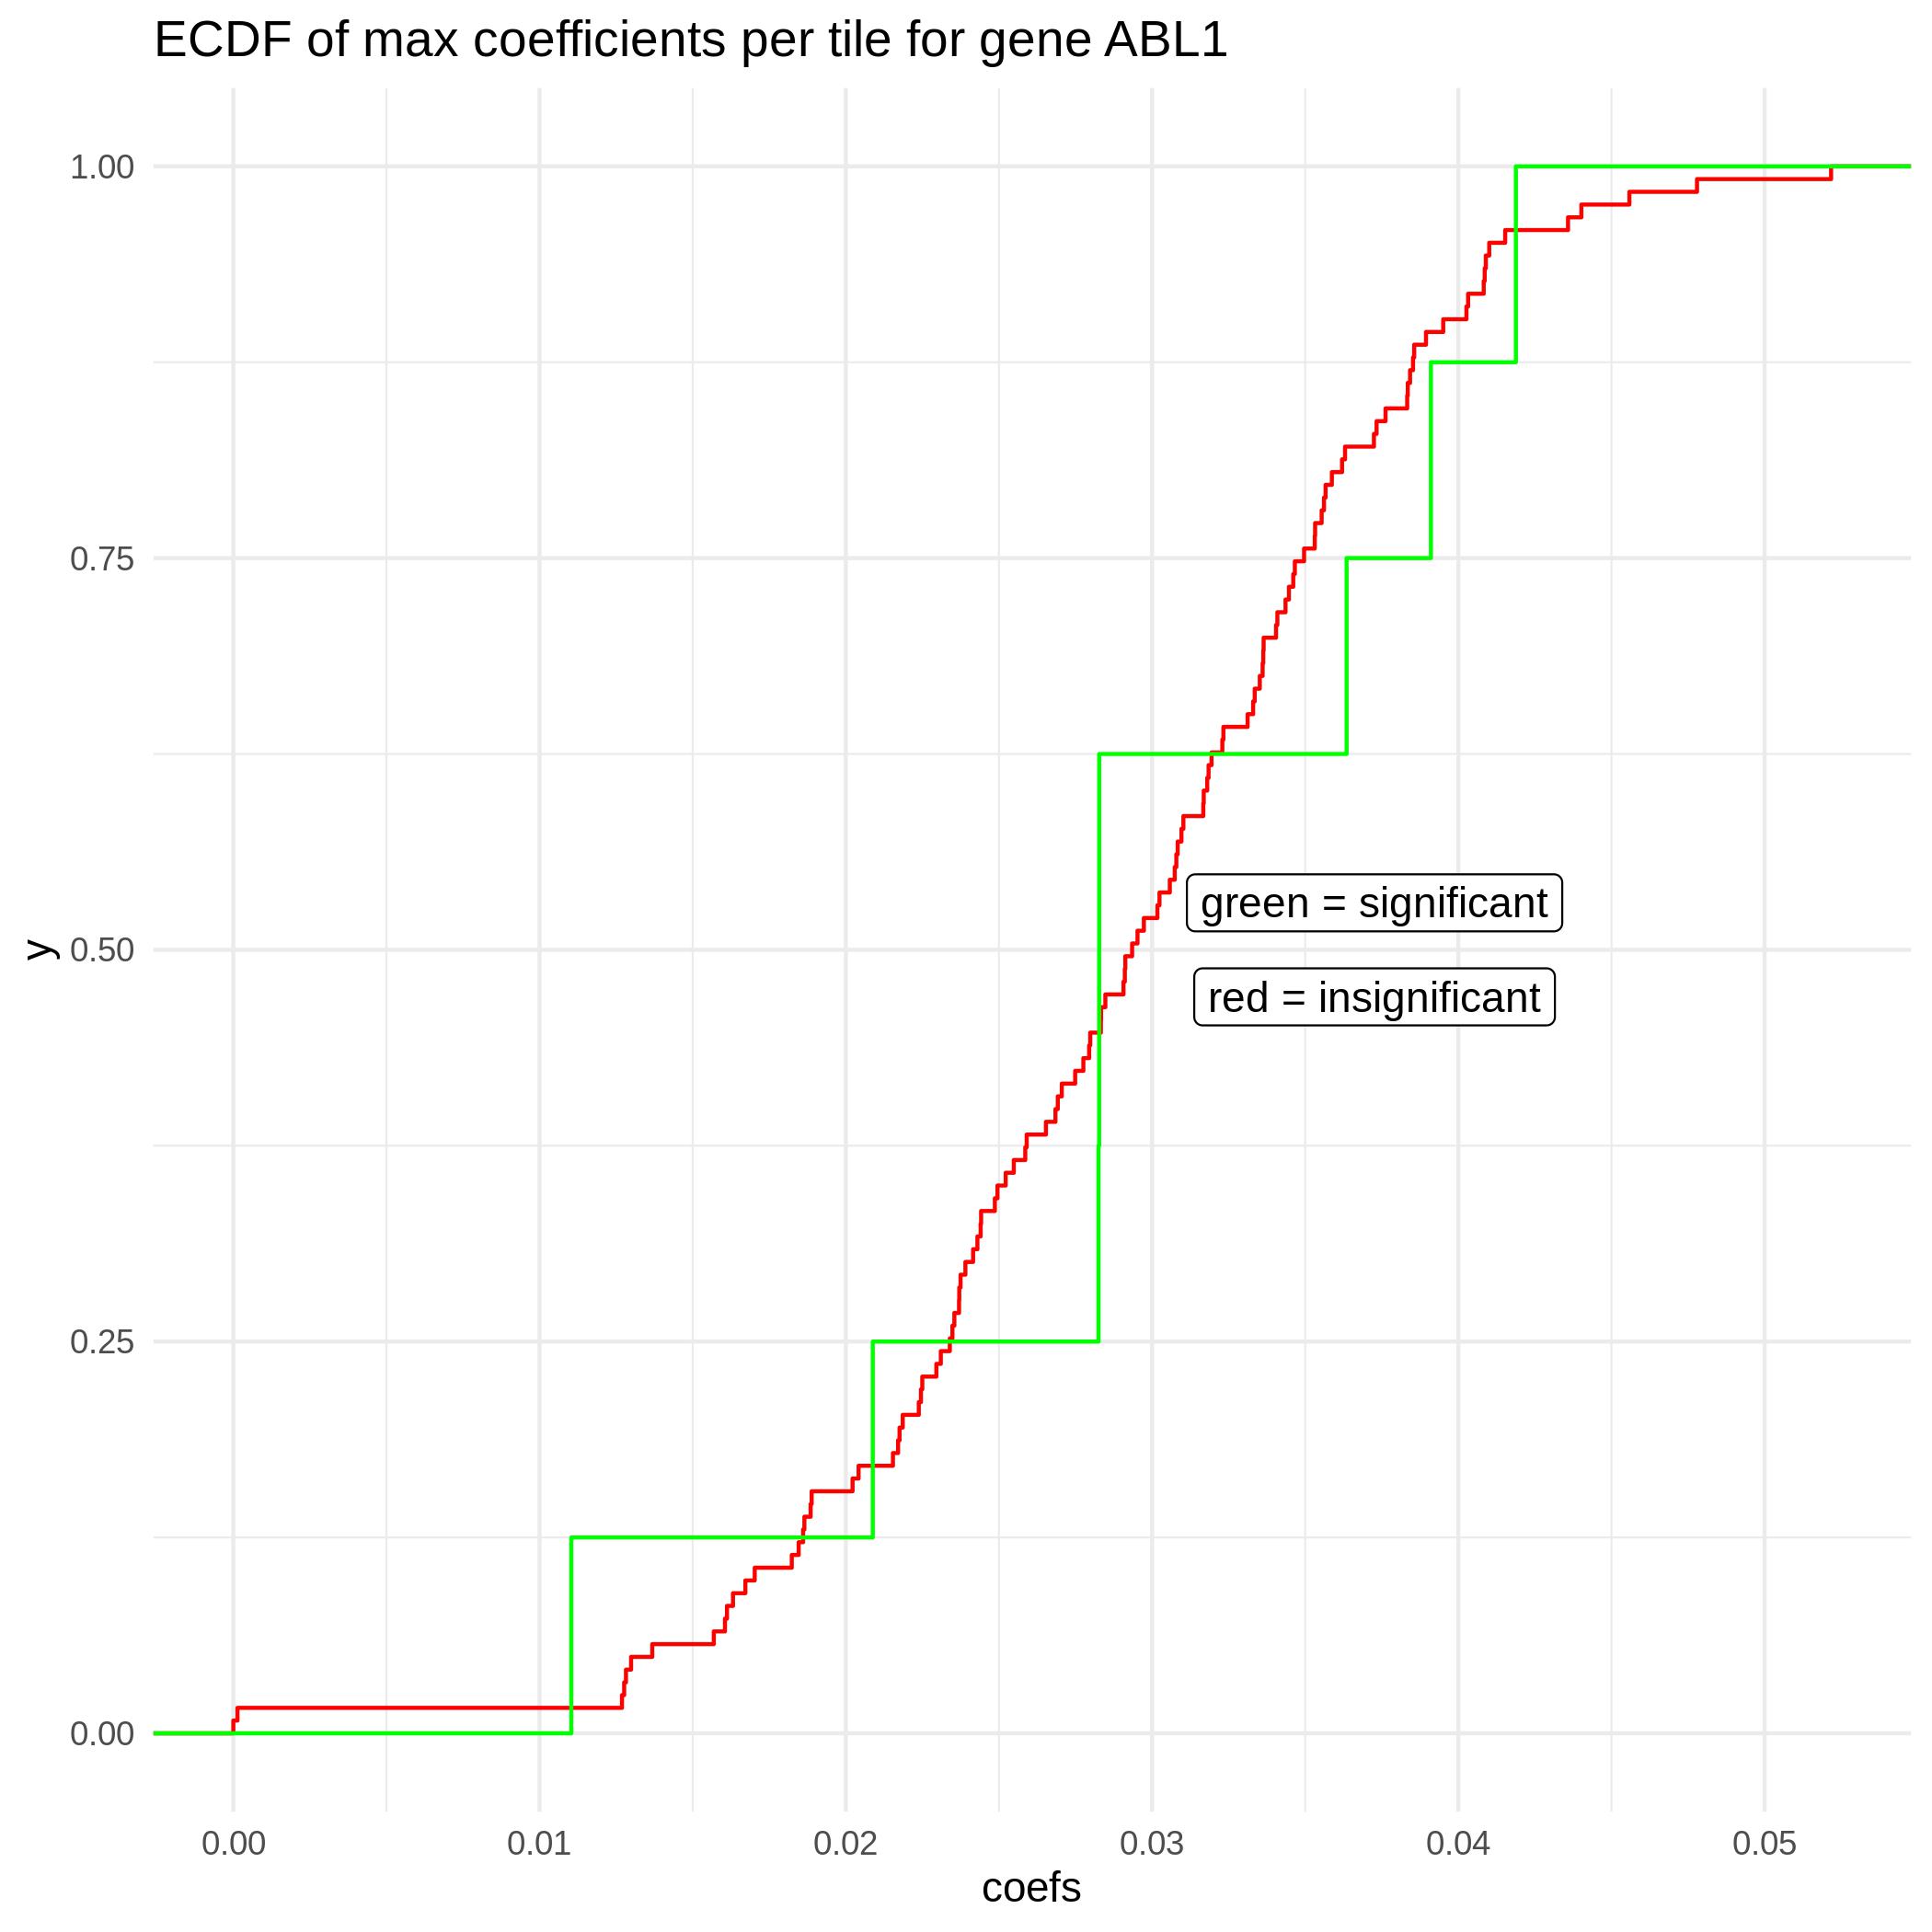 ECDF of max coefficients per tile for gene ABL1
1.00
0.75
0.50
0.25
0.00
y
green = significant
red = insignificant
0.00 0.01 0.02 0.03 0.04 0.05
coefs